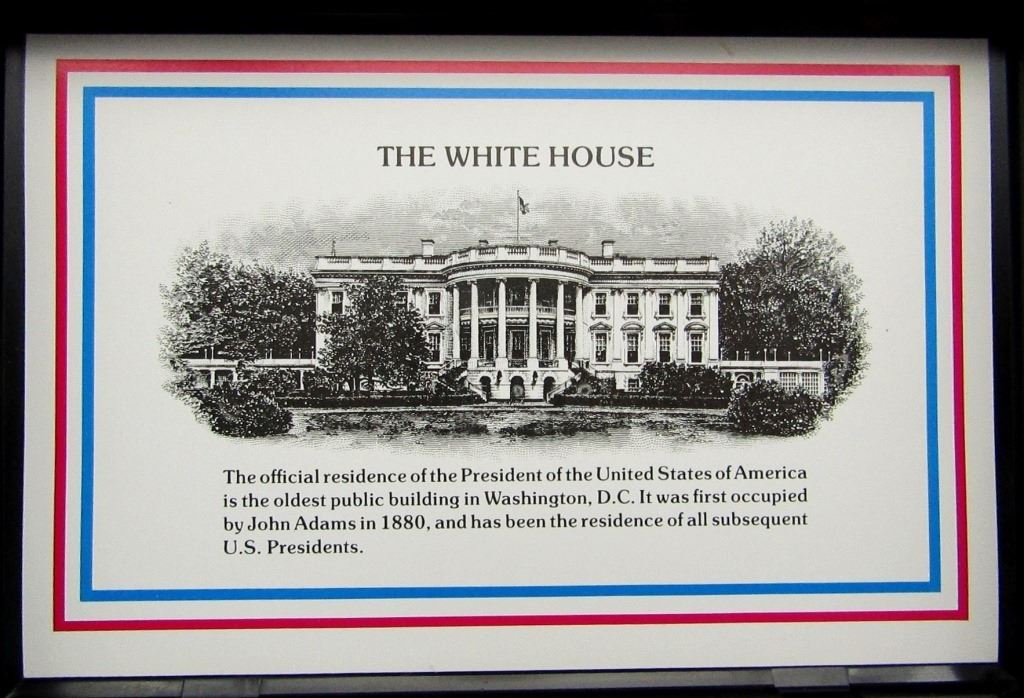 THE WHITE HOUSE
The official residence of the President of the United States of America
is the oldest public building in Washington, D.C. It was first occupied
by John Adams in 1880, and has been the residence of all subsequent
U.S. Presidents.